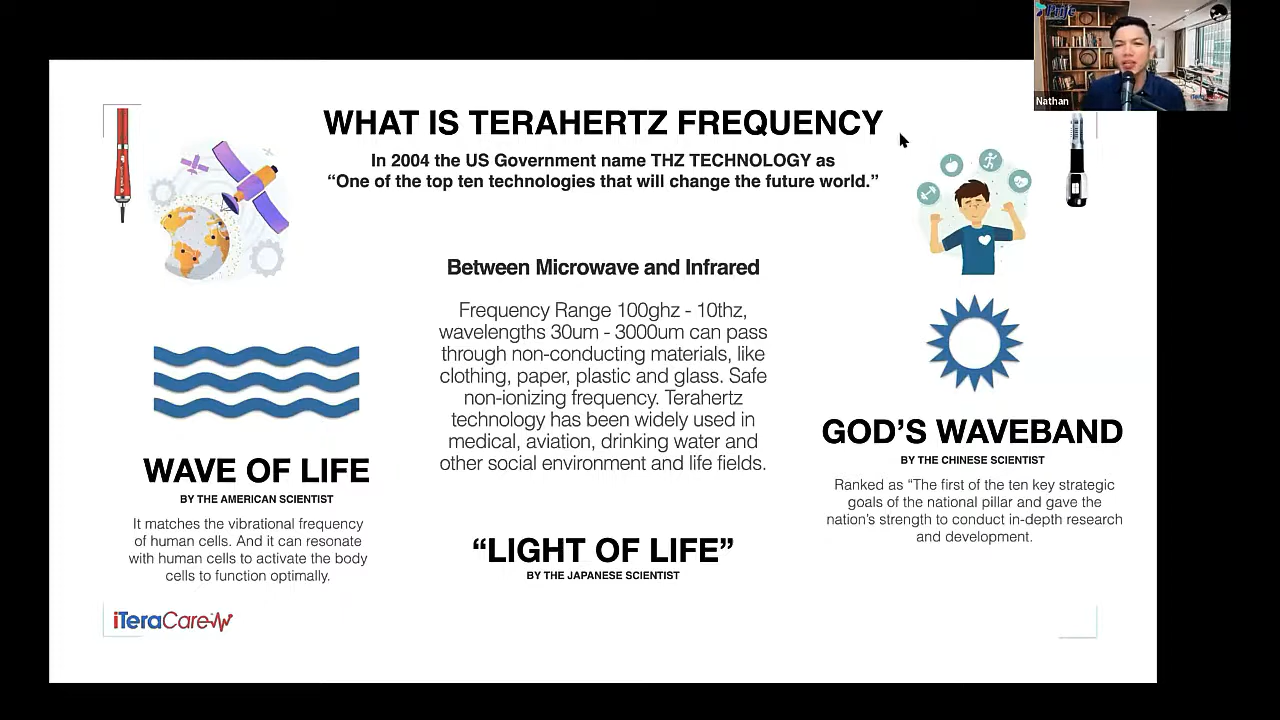 WHAT IS TERAHERTZ FREQUENCY
In 2004 the US Government name THZ TECHNOLOGY as
“One of the top ten technologies that will change the future world.”
Between Microwave and Infrared
Frequency Range 100ghz - 10thz,
wavelengths 30um - 3000um can pass
through non-conducting materials, like
clothing, paper, plastic and glass. Safe
non-ionizing frequency. Terahertz
technology has been widely used in
medical, aviation, drinking water and
other social environment and life fields.
“LIGHT OF LIFE”
BY THE JAPANESE SCIENTIST
WAVE OF LIFE
BY THE AMERICAN SCIENTIST
It matches the vibrational frequency
of human cells. And it can resonate
with human cells to activate the body
cells to function optimally.
GOD’S WAVEBAND
BY THE CHINESE SCIENTIST
Ranked as “The first of the ten key strategic
goals of the national pillar and gave the
nation’s strength to conduct in-depth research
and development.
iTeraCare
Nathan